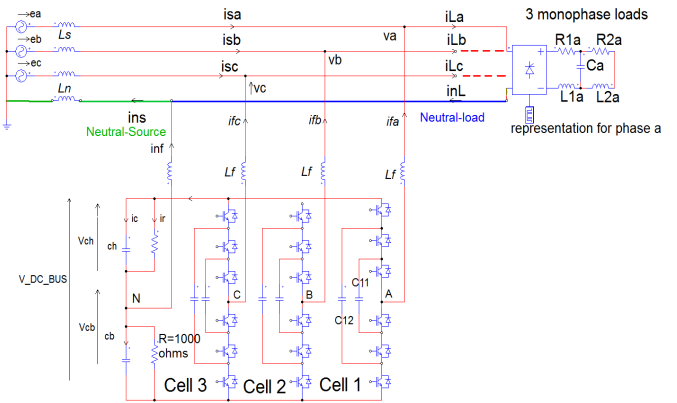 ea
isa
iLa
3 monophase loads
Ls
va
eb
isb
iLb
R1a
R2a
vb
ec
isc
iLc
Ca
Ln
vc
inL
L1a
L2a
ins
Neutral-Source
ifc
ifb
ifa
Neutral-load
representation for phase a
inf
Lf
Lf
Lf
ic
ir
Vch
ch
V_DC_BUS
C11
N
C
B
A
C12
Vcb
cb
R=1000
ohms
Cell 3
Cell 2
Cell 1